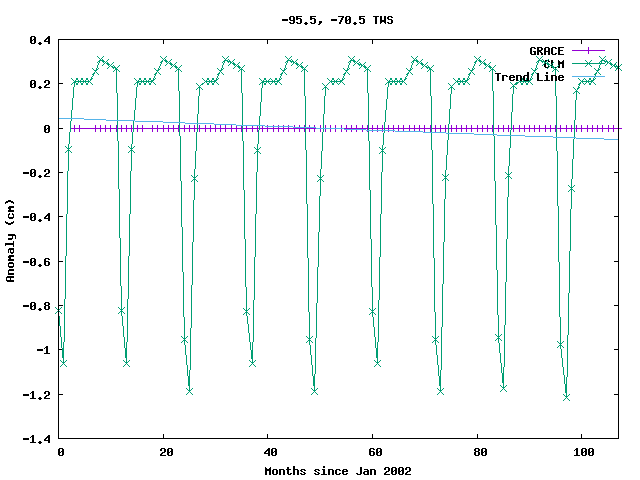 -95.5, -70.5 TWS
0.4
0.2
0
-0.2
-0.4
-0.6
-0.8
-1
-1.2
-1.4
Anomaly (cm)
GRACE
GLM
Trend Line
0 20 40 60 80 100
Months since Jan 2002